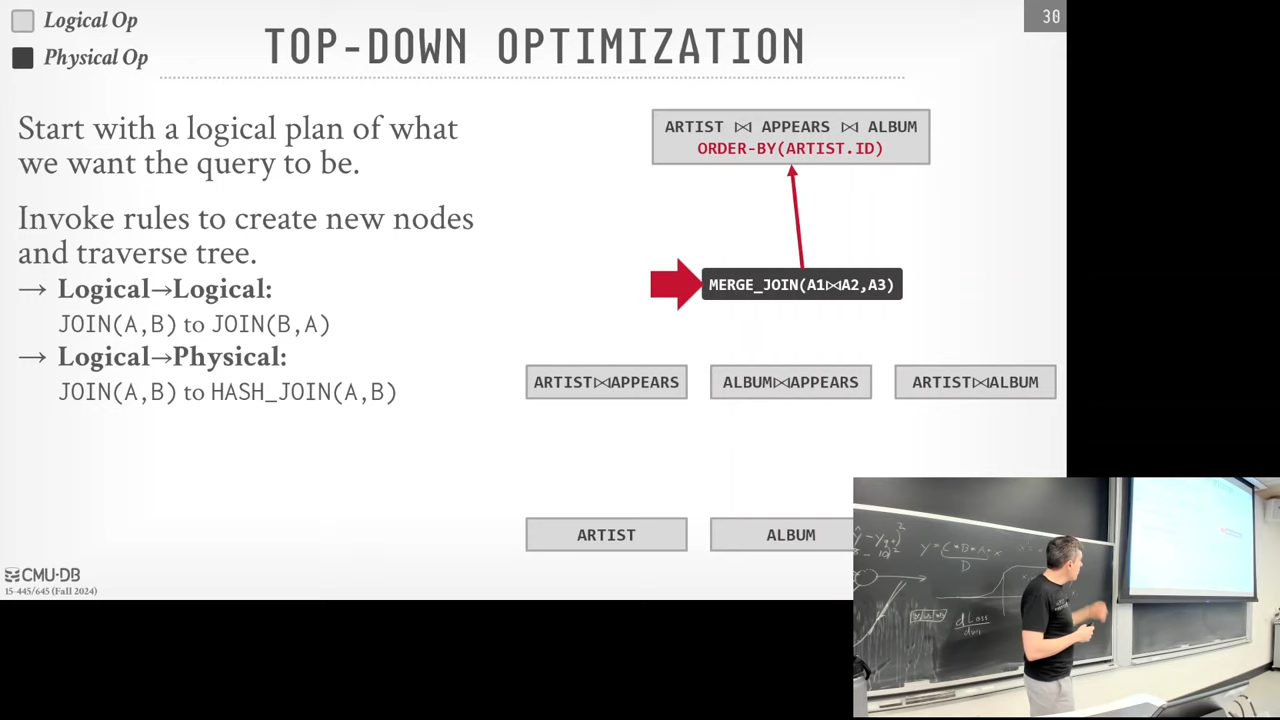 Logical Op
Physical Op
TOP-DOWN OPTIMIZATION
30
Start with a logical plan of what
we want the query to be.
Invoke rules to create new nodes
and traverse tree.
→ Logical→Logical:
JOIN(A,B) to JOIN(B,A)
→ Logical→Physical:
JOIN(A,B) to HASH_JOIN(A,B)
ARTIST ⨝ APPEARS ⨝ ALBUM
ORDER-BY(ARTIST.ID)
MERGE_JOIN(A1⨝A2,A3)
ARTIST⨝APPEARS
ALBUM⨝APPEARS
ARTIST⨝ALBUM
ARTIST
ALBUM
CMU·DB
15-445/645 (Fall 2024)